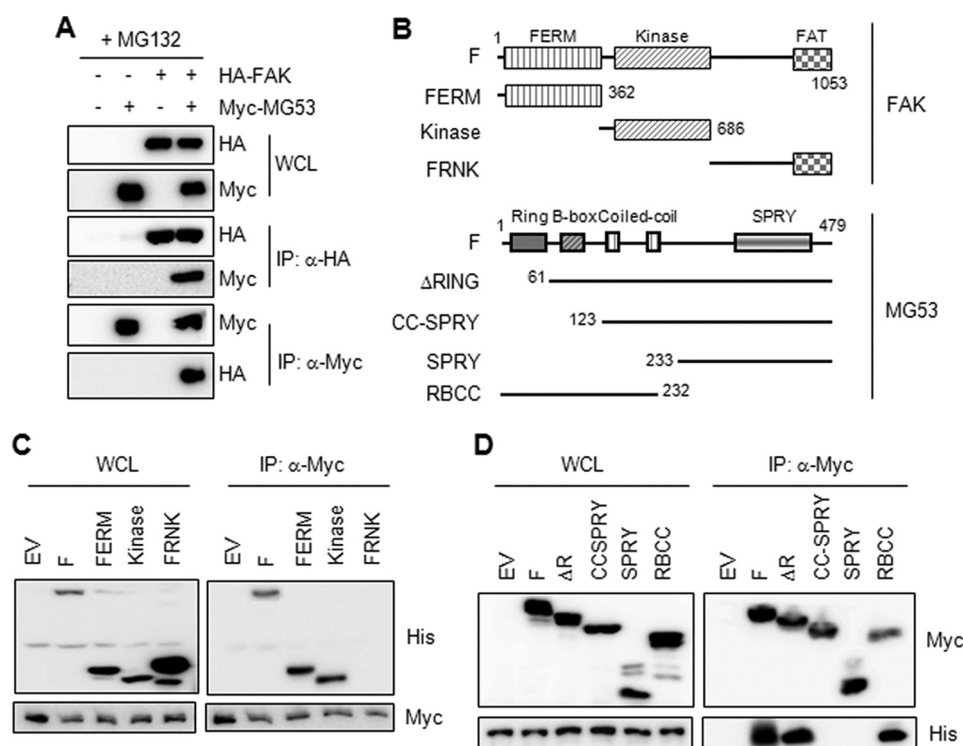 A
+ MG132
- - + + HA-FAK
- + - + Myc-MG53
HA
Myc
WCL
HA
Myc
IP: α-HA
Myc
HA
IP: α-Myc
B
1 FERM Kinase FAT
F
1053
FERM 362
Kinase 686
FRNK
FAK
1 Ring B-box Coiled-coil SPRY 479
F
ΔRING 61
CC-SPRY 123
SPRY 233
RBCC 232
MG53
C
WCL IP: α-Myc
EV F FERM Kinase FRNK EV F FERM Kinase FRNK
His
Myc
D
WCL IP: α-Myc
EV F ΔR CCSPRY SPRY RBCC EV F ΔR CC-SPRY SPRY RBCC
Myc
His